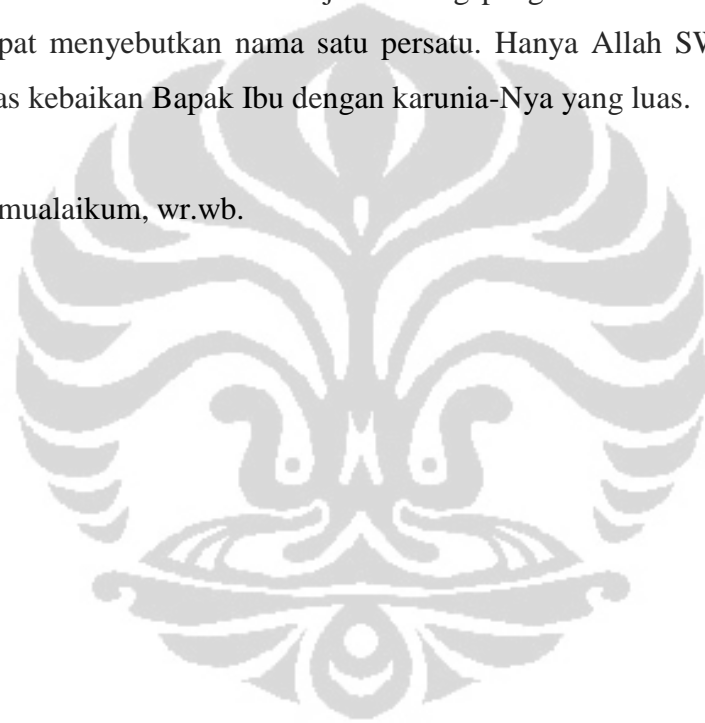 pat menyebutkan nama satu persatu. Hanya Allah SW
as kebaikan Bapak Ibu dengan karunia-Nya yang luas.
mualaikum, wr.wb.